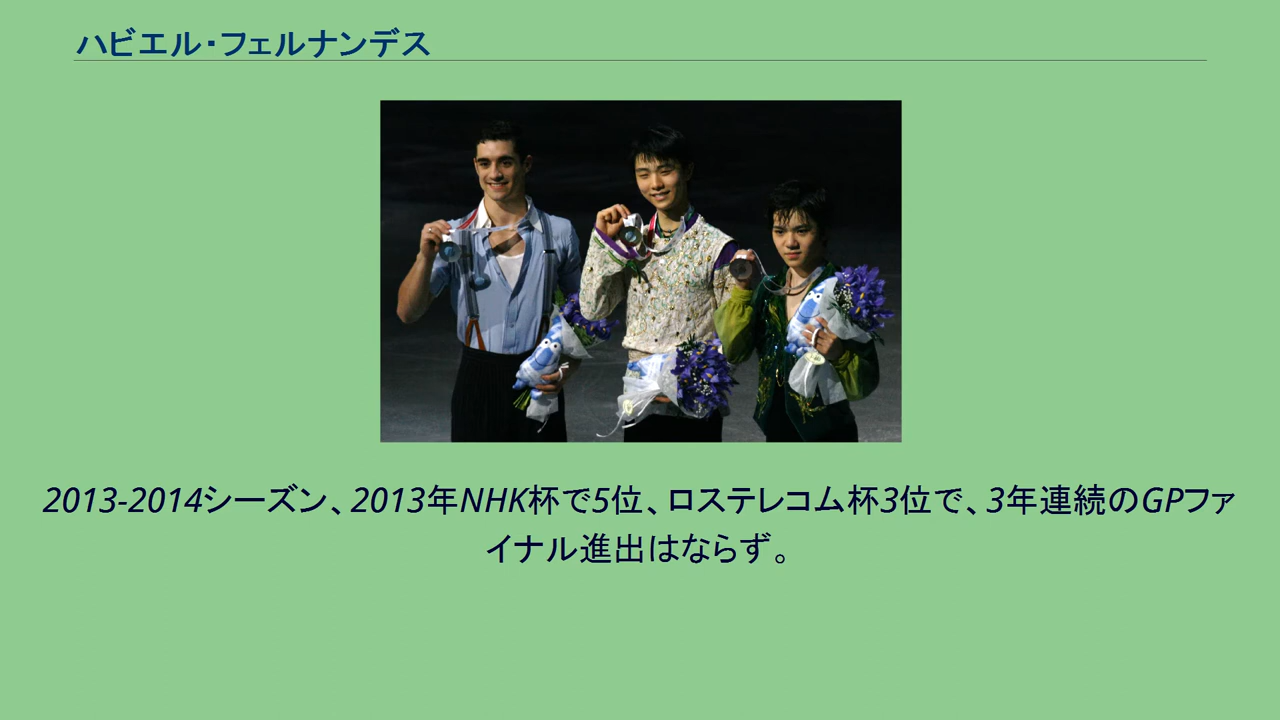 ハビエル・フェルナンデス
2013-2014シーズン、2013年NHK杯で5位、ロステレコム杯3位で、3年連続のGPファ
イナル進出はならず。